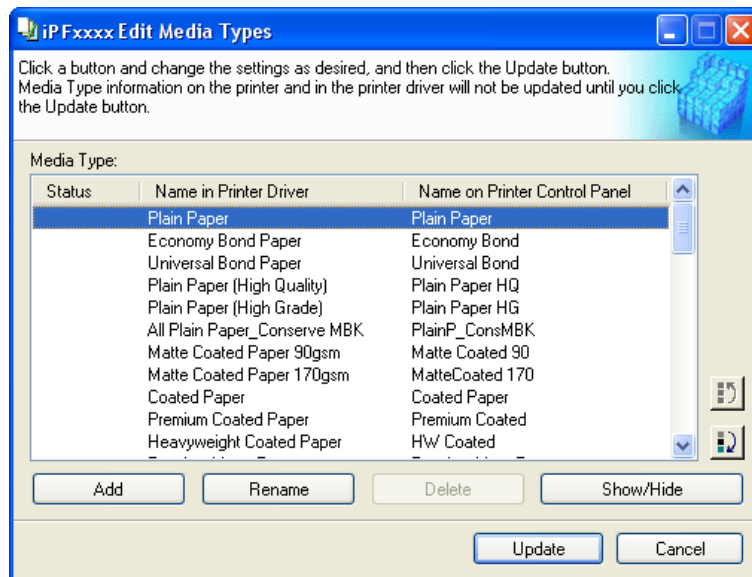 iPFxxxx Edit Media Types
Click a button and change the settings as desired, and then click the Update button.
Media Type information on the printer and in the printer driver will not be updated until you click
the Update button.
Media Type:
Status Name in Printer Driver Name on Printer Control Panel
Plain Paper Plain Paper
Economy Bond Paper Economy Bond
Universal Bond Paper Universal Bond
Plain Paper (High Quality) Plain Paper HQ
Plain Paper (High Grade) Plain Paper HG
All Plain Paper_Conserve MBK PlainP_ConsMBK
Matte Coated Paper 90gsm Matte Coated 90
Matte Coated Paper 170gsm MatteCoated 170
Coated Paper Coated Paper
Premium Coated Paper Premium Coated
Heavyweight Coated Paper HW Coated
Add Rename Delete Show/Hide
Update Cancel